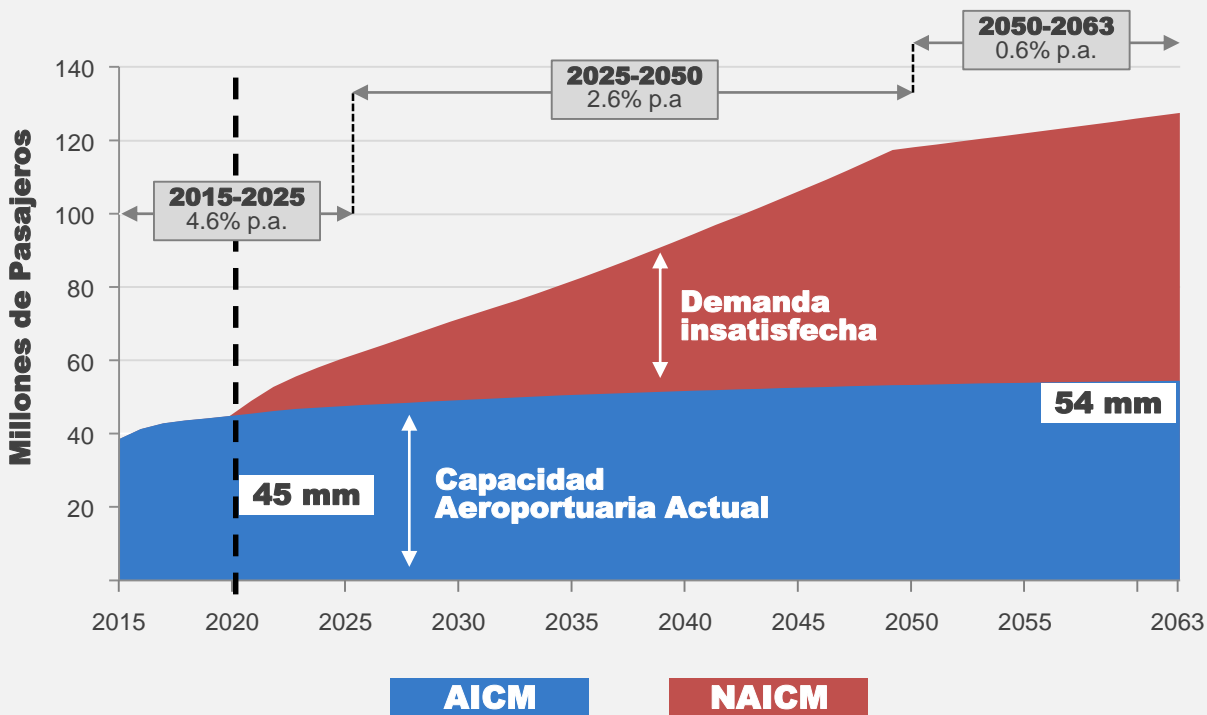 2050-2063
0.6% p.a.
2025-2050
2.6% p.a
2015-2025
4.6% p.a.
Millones de Pasajeros
140
120
100
80
60
40
20
Demanda
insatisfecha
54 mm
45 mm
Capacidad
Aeroportuaria Actual
2015 2020 2025 2030 2035 2040 2045 2050 2055 2063
AICM NAICM